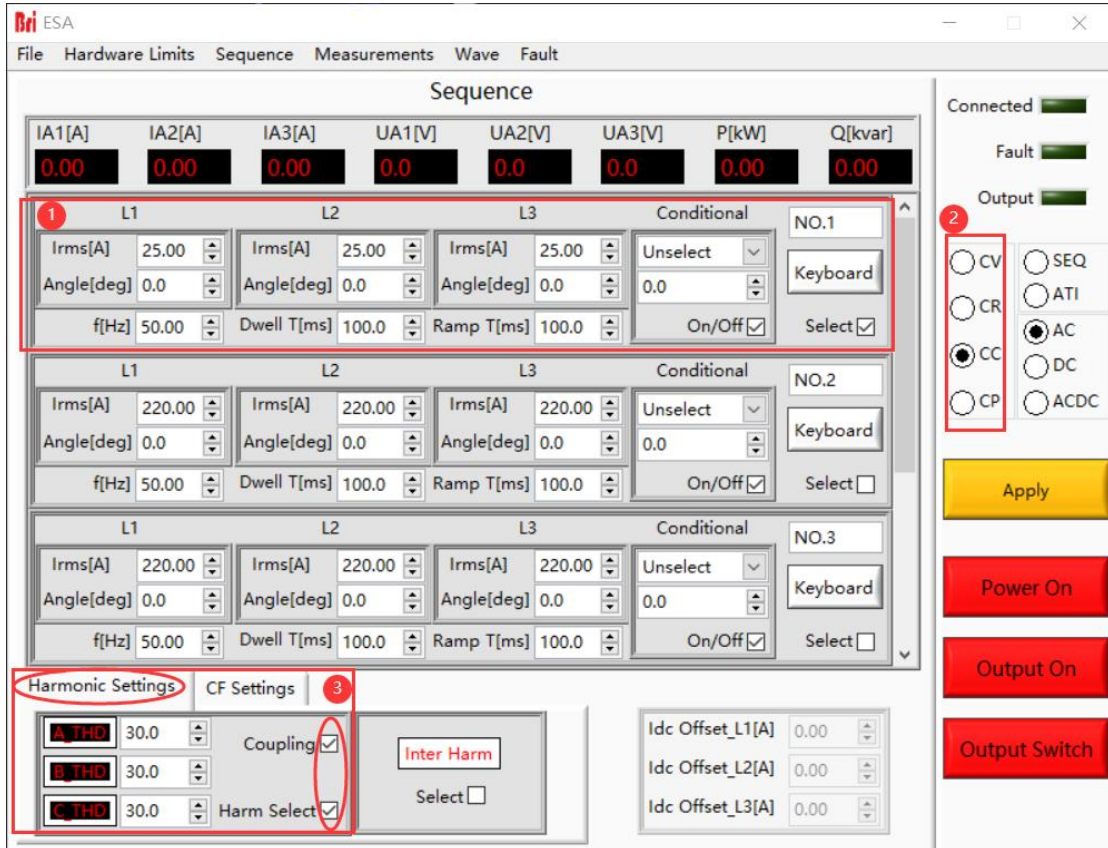 Bri ESA
File Hardware Limits Sequence Measurements Wave Fault
Sequence
IA1[A] IA2[A] IA3[A] UA1[V] UA2[V] UA3[V] P[kW] Q[kvar]
0.00 0.00 0.00 0.0 0.0 0.0 0.00 0.00
1 L1 L2 L3 Conditional NO.1
Irms[A] 25.00 Irms[A] 25.00 Irms[A] 25.00 Unselect Keyboard
Angle[deg] 0.0 Angle[deg] 0.0 Angle[deg] 0.0 0.0
f[Hz] 50.00 Dwell T[ms] 100.0 Ramp T[ms] 100.0 On/Off Select
L1 L2 L3 Conditional NO.2
Irms[A] 220.00 Irms[A] 220.00 Irms[A] 220.00 Unselect Keyboard
Angle[deg] 0.0 Angle[deg] 0.0 Angle[deg] 0.0 0.0
f[Hz] 50.00 Dwell T[ms] 100.0 Ramp T[ms] 100.0 On/Off Select
L1 L2 L3 Conditional NO.3
Irms[A] 220.00 Irms[A] 220.00 Irms[A] 220.00 Unselect Keyboard
Angle[deg] 0.0 Angle[deg] 0.0 Angle[deg] 0.0 0.0
f[Hz] 50.00 Dwell T[ms] 100.0 Ramp T[ms] 100.0 On/Off Select
Harmonic Settings CF Settings 3
A_THD 30.0 Coupling
B_THD 30.0
C_THD 30.0 Harm Select
Inter Harm
Select
Idc Offset_L1[A] 0.00
Idc Offset_L2[A] 0.00
Idc Offset_L3[A] 0.00
Connected
Fault
Output
2
CV SEQ
CR ATI
CC AC
DC
CP ACDC
Apply
Power On
Output On
Output Switch